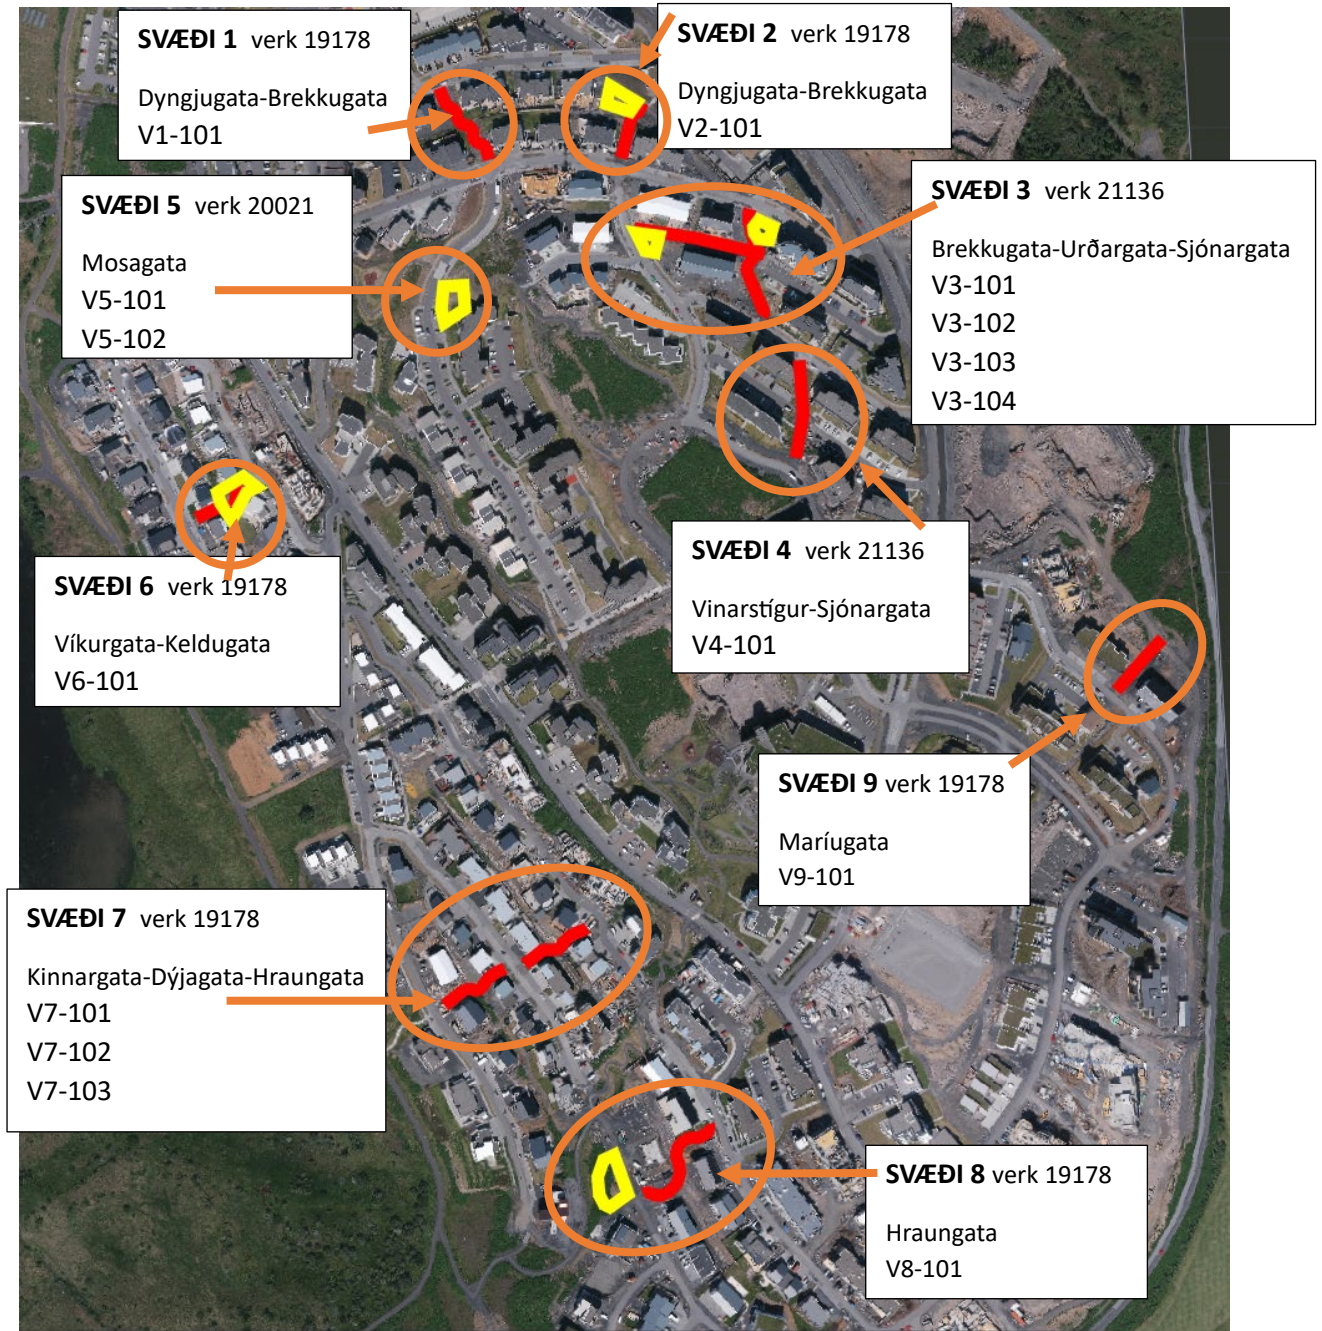 SVÆÐI 1 verk 19178
Dyngjugata-Brekkugata
V1-101
SVÆÐI 2 verk 19178
Dyngjugata-Brekkugata
V2-101
SVÆÐI 5 verk 20021
Mosagata
V5-101
V5-102
SVÆÐI 3 verk 21136
Brekkugata-Urðargata-Sjónargata
V3-101
V3-102
V3-103
V3-104
SVÆÐI 6 verk 19178
Víkurgata-Keldugata
V6-101
SVÆÐI 4 verk 21136
Vinarstígur-Sjónargata
V4-101
SVÆÐI 9 verk 19178
Maríugata
V9-101
SVÆÐI 7 verk 19178
Kinnargata-Dýjagata-Hraungata
V7-101
V7-102
V7-103
SVÆÐI 8 verk 19178
Hraungata
V8-101